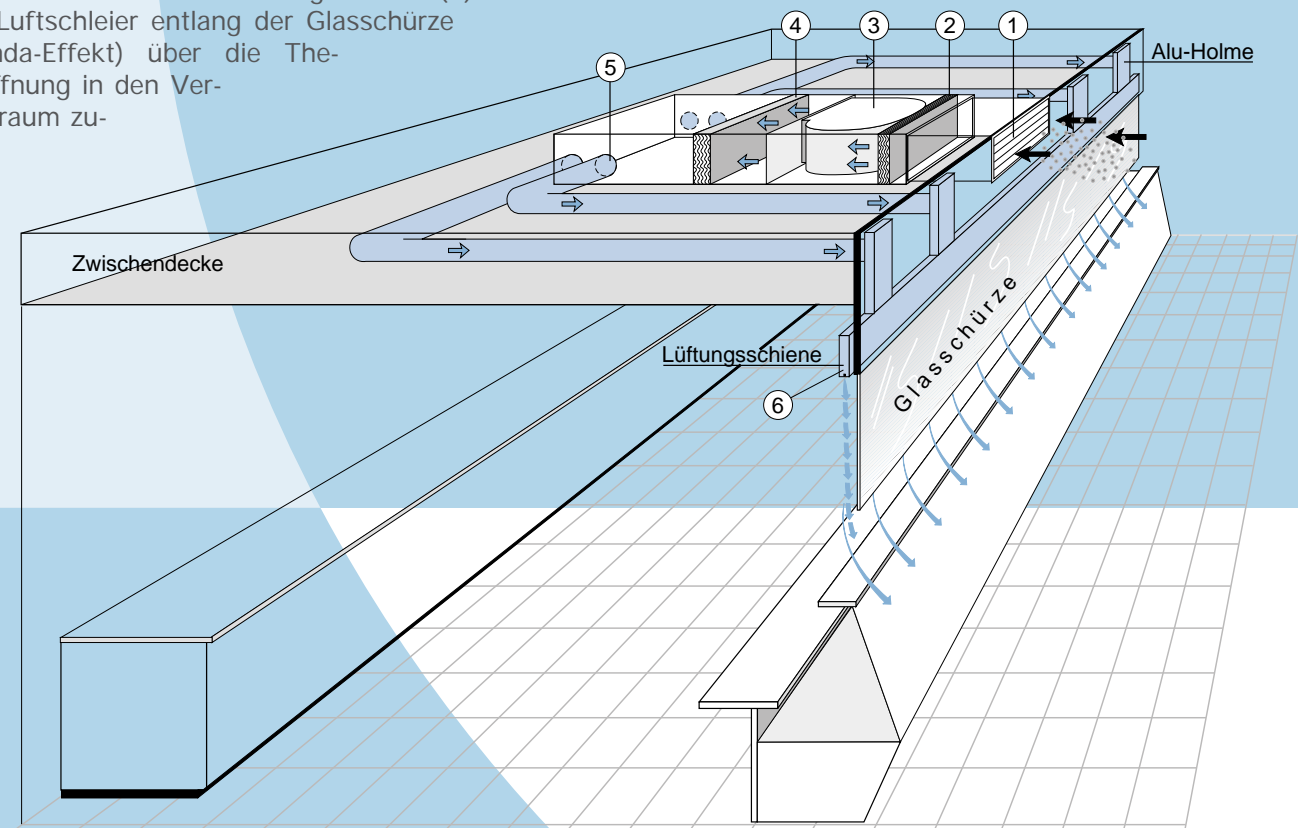 Luftschleier entlang der Glasschürze
nda-Effekt) über die The-
ffnung in den Ver-
raum zu-
4
3
2
1
Alu-Holme
5
Zwischendecke
Lüftungsschiene
6
Glasschürze